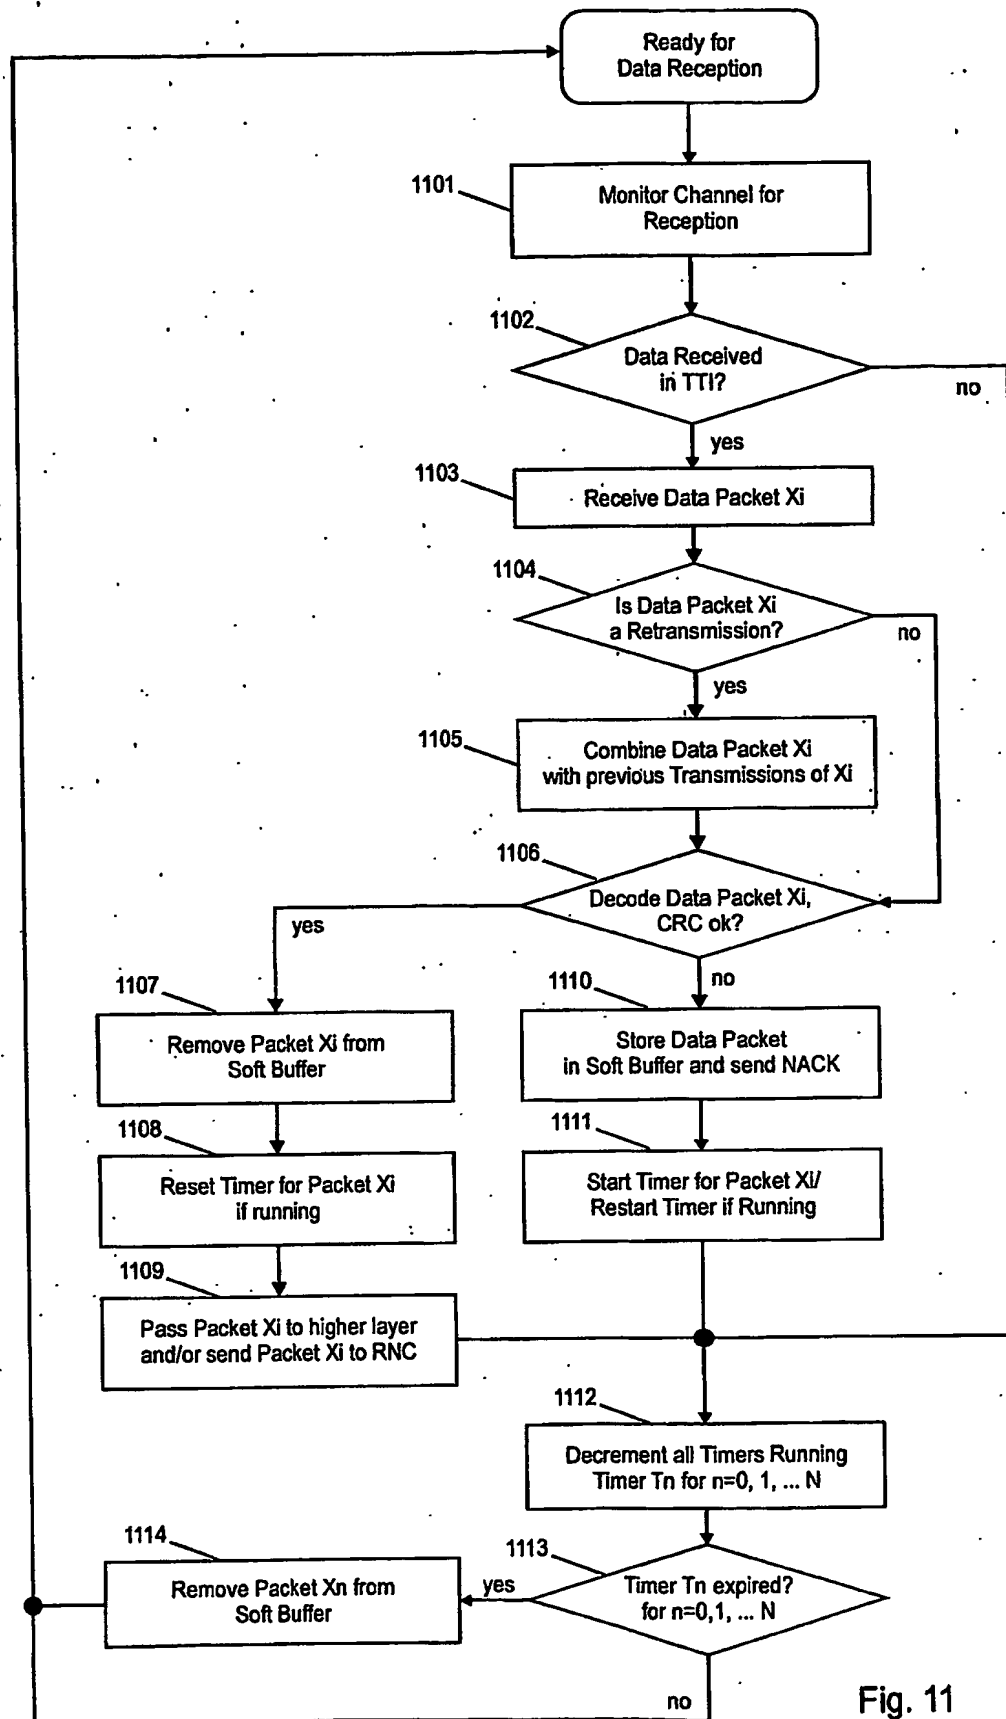 Ready for
Data Reception
1101
Monitor Channel for
Reception
1102
Data Received
in TTI?
no
yes
1103
Receive Data Packet Xi
1104
Is Data Packet Xi
a Retransmission?
no
yes
1105
Combine Data Packet Xi
with previous Transmissions of Xi
1106
Decode Data Packet Xi,
CRC ok?
yes
no
1107
Remove Packet Xi from
Soft Buffer
1110
Store Data Packet
in Soft Buffer and send NACK
1108
Reset Timer for Packet Xi
if running
1111
Start Timer for Packet Xi/
Restart Timer if Running
1109
Pass Packet Xi to higher layer
and/or send Packet Xi to RNC
1112
Decrement all Timers Running
Timer Tn for n=0, 1, ... N
1113
Timer Tn expired?
for n=0,1, ... N
yes
1114
Remove Packet Xn from
Soft Buffer
no
Fig. 11